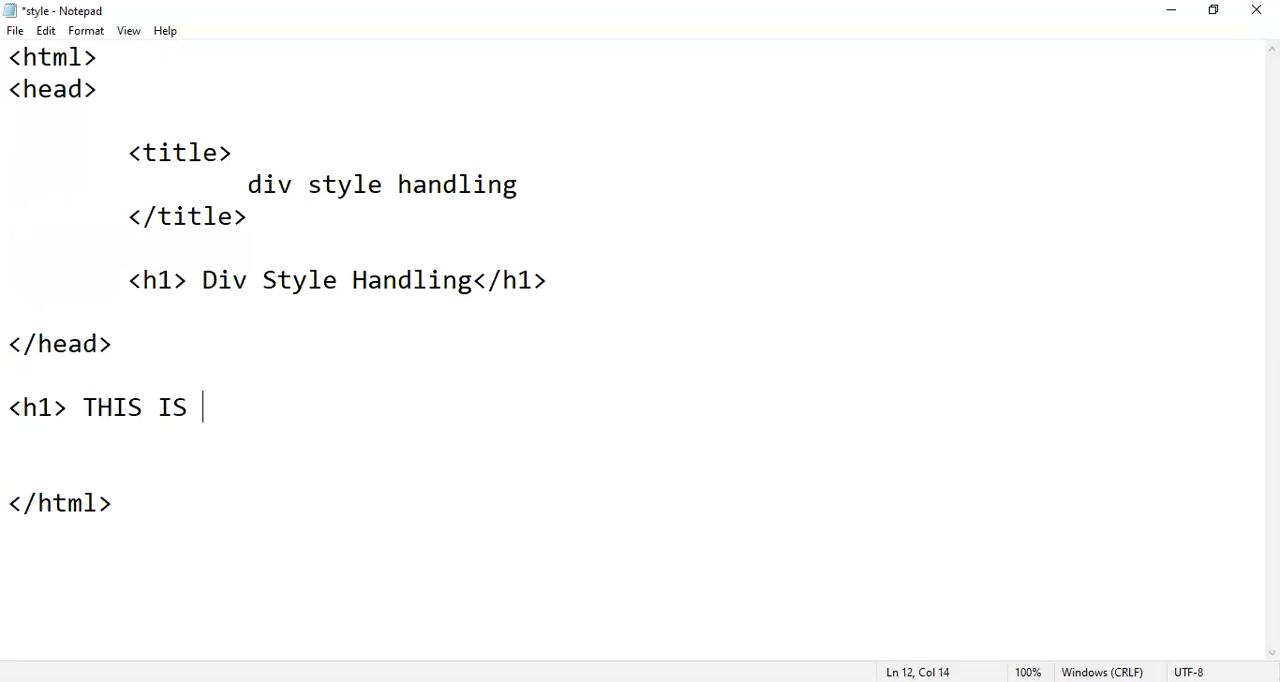 *style - Notepad
File Edit Format View Help
<html>
<head>
<title>
div style handling
</title>
<h1> Div Style Handling</h1>
</head>
<h1> THIS IS
</html>
Ln 12, Col 14 100% Windows (CRLF) UTF-8